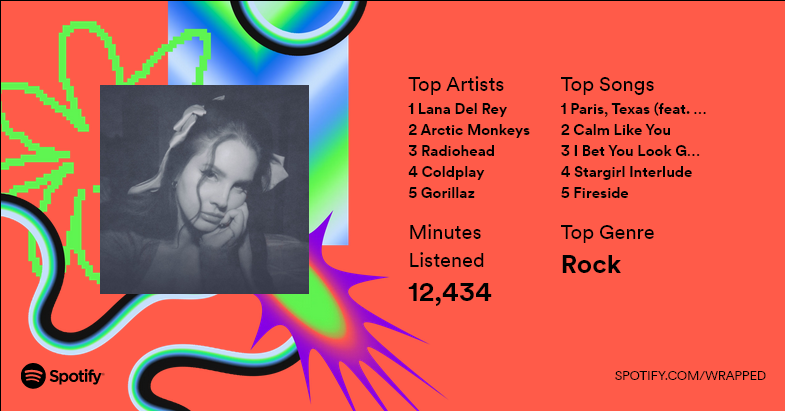 Top Artists
1 Lana Del Rey
2 Arctic Monkeys
3 Radiohead
4 Coldplay
5 Gorillaz
Top Songs
1 Paris, Texas (feat. ...
2 Calm Like You
3 I Bet You Look G...
4 Stargirl Interlude
5 Fireside
Minutes
Listened
12,434
Top Genre
Rock
Spotify
SPOTIFY.COM/WRAPPED